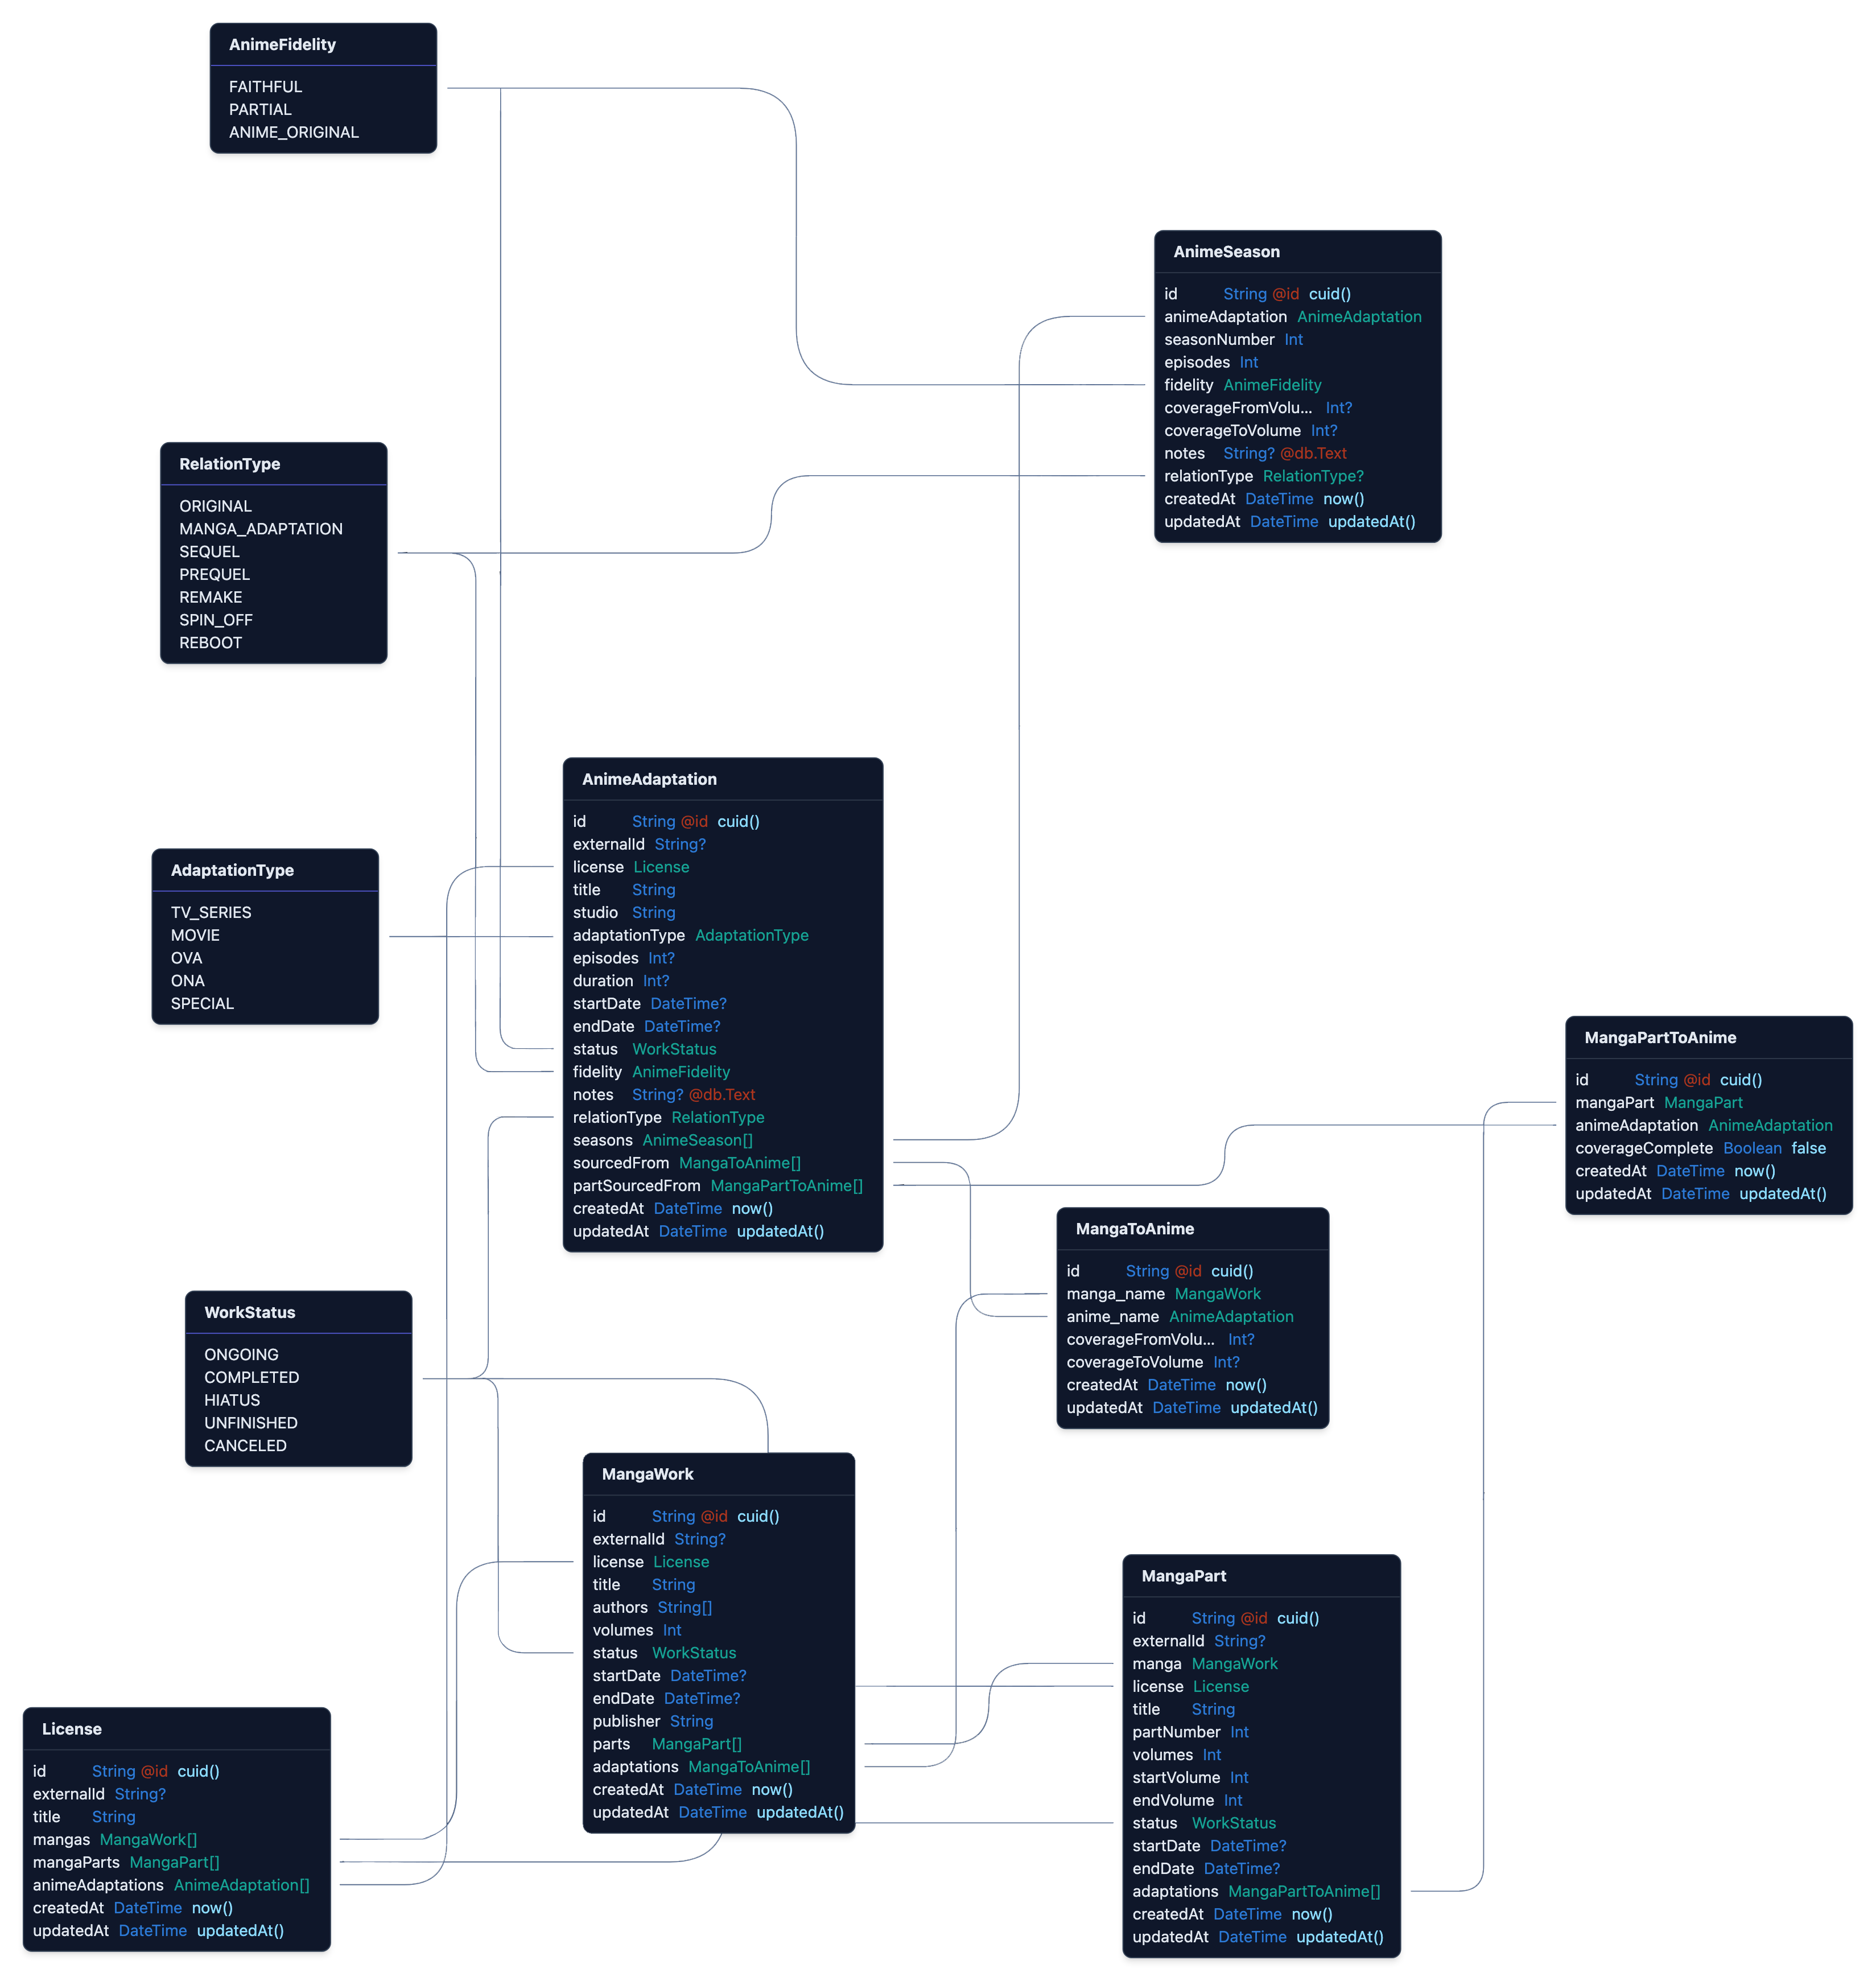 AnimeFidelity
FAITHFUL
PARTIAL
ANIME_ORIGINAL
AnimeSeason
id String @id cuid()
animeAdaptation AnimeAdaptation
seasonNumber Int
episodes Int
fidelity AnimeFidelity
coverageFromVolu... Int?
coverageToVolume Int?
notes String? @db.Text
relationType RelationType?
createdAt DateTime now()
updatedAt DateTime updatedAt()
RelationType
ORIGINAL
MANGA_ADAPTATION
SEQUEL
PREQUEL
REMAKE
SPIN_OFF
REBOOT
AnimeAdaptation
id String @id cuid()
externalId String?
license License
title String
studio String
adaptationType AdaptationType
episodes Int?
duration Int?
startDate DateTime?
endDate DateTime?
status WorkStatus
fidelity AnimeFidelity
notes String? @db.Text
relationType RelationType
seasons AnimeSeason[]
sourcedFrom MangaToAnime[]
partSourcedFrom MangaPartToAnime[]
createdAt DateTime now()
updatedAt DateTime updatedAt()
AdaptationType
TV_SERIES
MOVIE
OVA
ONA
SPECIAL
MangaPartToAnime
id String @id cuid()
mangaPart MangaPart
animeAdaptation AnimeAdaptation
coverageComplete Boolean false
createdAt DateTime now()
updatedAt DateTime updatedAt()
MangaToAnime
id String @id cuid()
manga_name MangaWork
anime_name AnimeAdaptation
coverageFromVolu... Int?
coverageToVolume Int?
createdAt DateTime now()
updatedAt DateTime updatedAt()
WorkStatus
ONGOING
COMPLETED
HIATUS
UNFINISHED
CANCELED
MangaWork
id String @id cuid()
externalId String?
license License
title String
authors String[]
volumes Int
status WorkStatus
startDate DateTime?
endDate DateTime?
publisher String
parts MangaPart[]
adaptations MangaToAnime[]
createdAt DateTime now()
updatedAt DateTime updatedAt()
MangaPart
id String @id cuid()
externalId String?
manga MangaWork
license License
title String
partNumber Int
volumes Int
startVolume Int
endVolume Int
status WorkStatus
startDate DateTime?
endDate DateTime?
adaptations MangaPartToAnime[]
createdAt DateTime now()
updatedAt DateTime updatedAt()
License
id String @id cuid()
externalId String?
title String
mangas MangaWork[]
mangaParts MangaPart[]
animeAdaptations AnimeAdaptation[]
createdAt DateTime now()
updatedAt DateTime updatedAt()